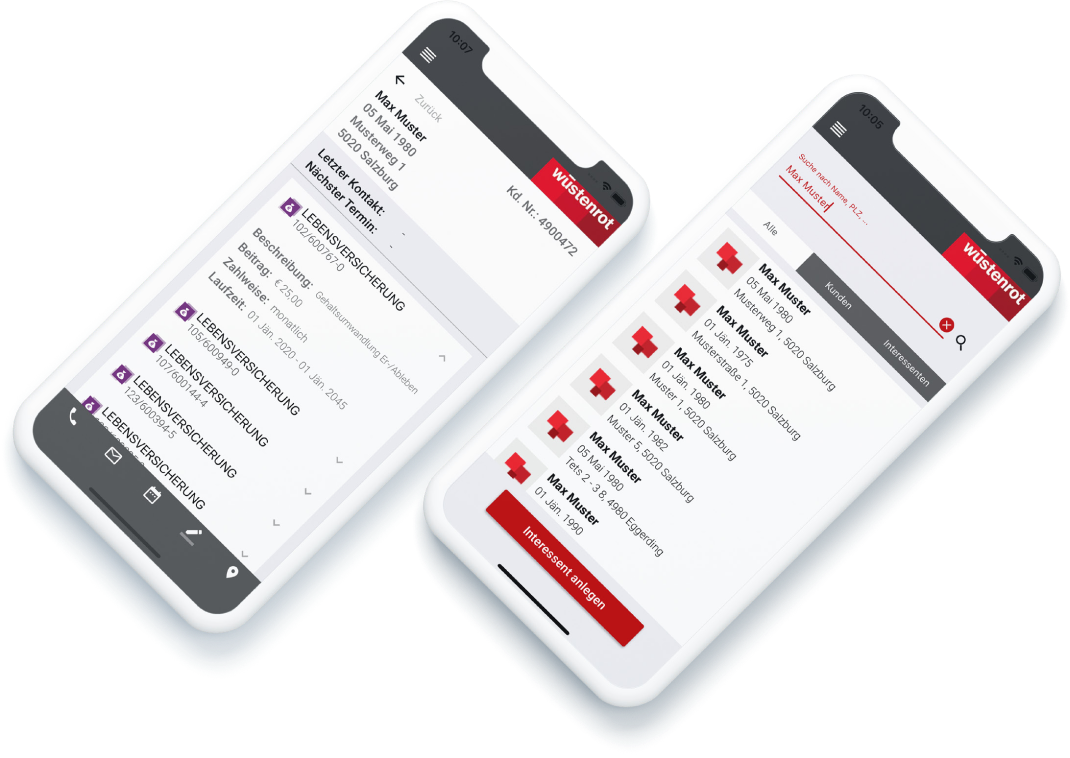 10:07
wüstenrot
Zurück
Max Muster
05 Mai 1980
Musterweg 1
5020 Salzburg
Kd. Nr.: 4900472
Letzter Kontakt: -
Nächster Termin: -
LEBENSVERSICHERUNG
102/600767-0
Beschreibung: Gehaltsumwandlung Er-/Ableben
Beitrag: € 25,00
Zahlweise: monatlich
Laufzeit: 01 Jän. 2020 - 01 Jän. 2045
LEBENSVERSICHERUNG
105/600949-0
LEBENSVERSICHERUNG
107/600144-4
LEBENSVERSICHERUNG
123/600394-5
LEBENSVERSICHERUNG
10:05
wüstenrot
Suche nach Name, PLZ, ...
Max Muster
Alle Kunden Interessenten
Max Muster
05 Mai 1980
Musterweg 1, 5020 Salzburg
Max Muster
01 Jän. 1975
Musterstraße 1, 5020 Salzburg
Max Muster
01 Jän. 1980
Muster 1, 5020 Salzburg
Max Muster
01 Jän. 1982
Muster 5, 5020 Salzburg
Max Muster
05 Mai 1980
Tets 2 - 3 8, 4980 Eggerding
Max Muster
01 Jän. 1990
Interessent anlegen